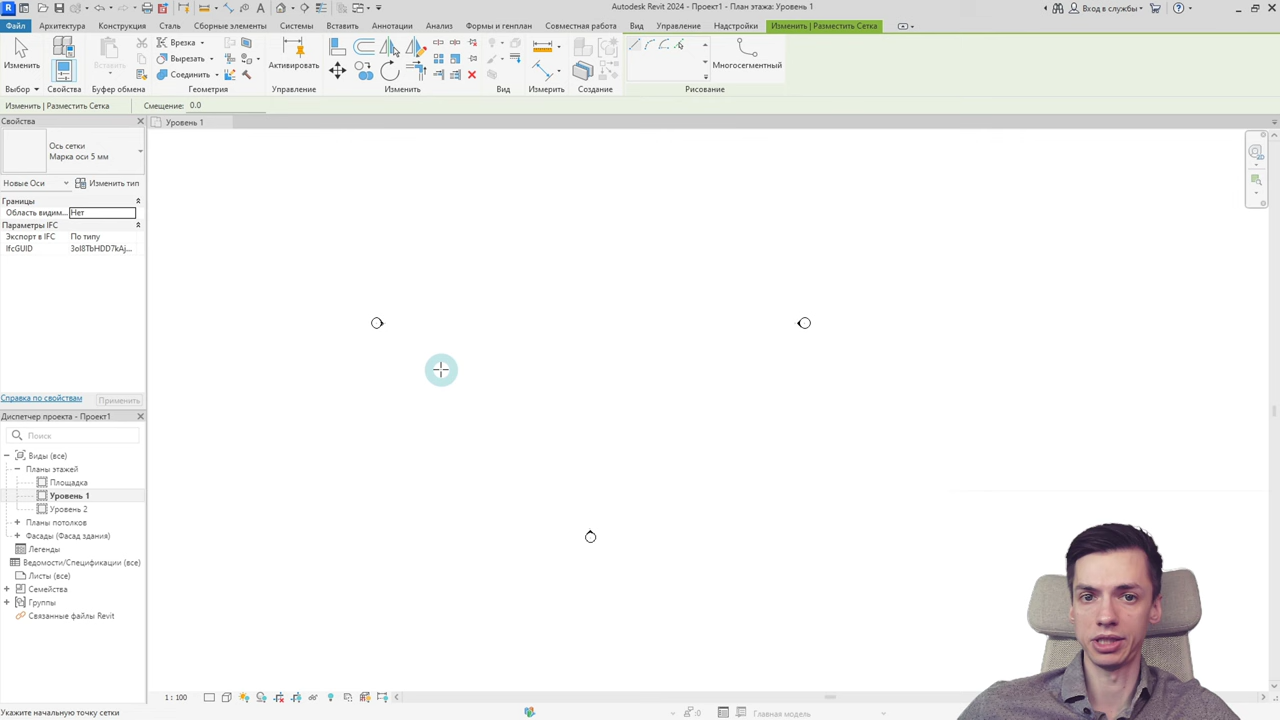 Autodesk Revit 2024 - Проект1 - План этажа: Уровень 1
Вход в службы
Файл Архитектура Конструкция Сталь Сборные элементы Системы Вставить Аннотации Анализ Формы и генплан Совместная работа Вид Управление Надстройки Изменить | Разместить Сетка
Изменить
Вставить
Врезка
Вырезать
Соединить
Активировать
Многосегментный
Выбор Свойства Буфер обмена Геометрия Управление Изменить Вид Измерить Создание Рисование
Изменить | Разместить Сетка Смещение: 0.0
Свойства
Уровень 1
Ось сетки
Марка оси 5 мм
Новые Оси Изменить тип
Границы
Область видим... Нет
Параметры IFC
Экспорт в IFC По типу
IfcGUID 3oI8TbHDD7kAj...
Справка по свойствам Применить
Диспетчер проекта - Проект1
Поиск
Виды (все)
Планы этажей
Площадка
Уровень 1
Уровень 2
Планы потолков
Фасады (Фасад здания)
Легенды
Ведомости/Спецификации (все)
Листы (все)
Семейства
Группы
Связанные файлы Revit
1 : 100
Укажите начальную точку сетки
:0
Главная модель